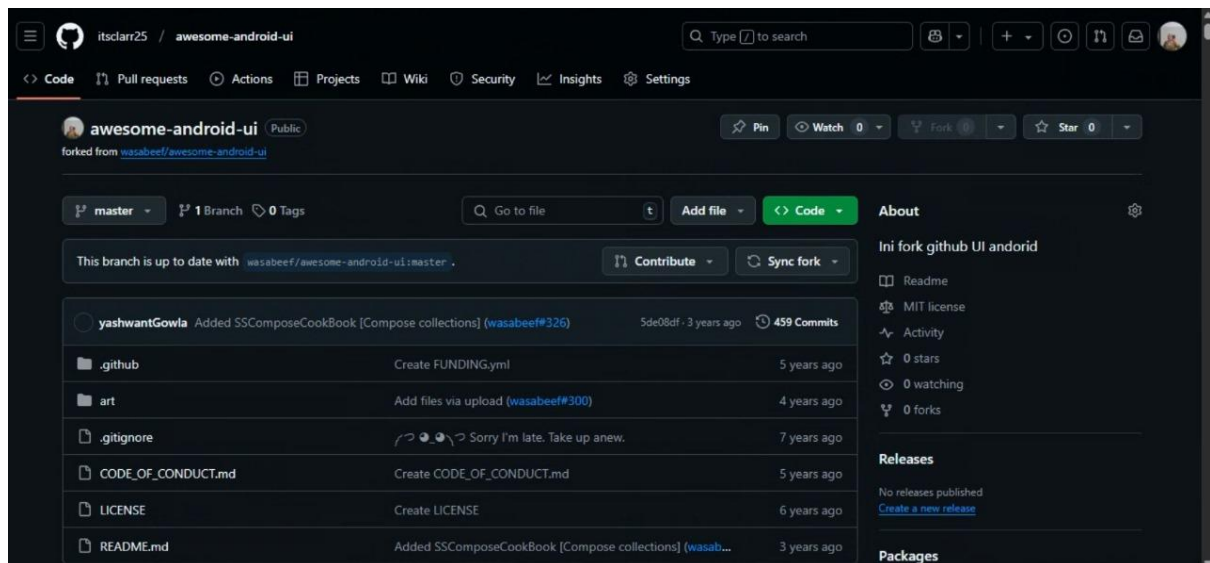 itsclarr25 / awesome-android-ui
Type / to search
Code Pull requests Actions Projects Wiki Security Insights Settings
awesome-android-ui Public
Pin Watch 0 Fork 0 Star 0
forked from wasabeef/awesome-android-ui
master 1 Branch 0 Tags Go to file t Add file Code
About
Ini fork github UI andorid
This branch is up to date with wasabeef/awesome-android-ui:master . Contribute Sync fork
Readme
MIT license
Activity
0 stars
0 watching
0 forks
yashwantGowla Added SSComposeCookBook [Compose collections] (wasabeef#326) 5de08df · 3 years ago 459 Commits
.github Create FUNDING.yml 5 years ago
art Add files via upload (wasabeef#300) 4 years ago
.gitignore ╭つ ◕_◕╮つ Sorry I'm late. Take up anew. 7 years ago
CODE_OF_CONDUCT.md Create CODE_OF_CONDUCT.md 5 years ago
LICENSE Create LICENSE 6 years ago
README.md Added SSComposeCookBook [Compose collections] (wasab... 3 years ago
Releases
No releases published
Create a new release
Packages